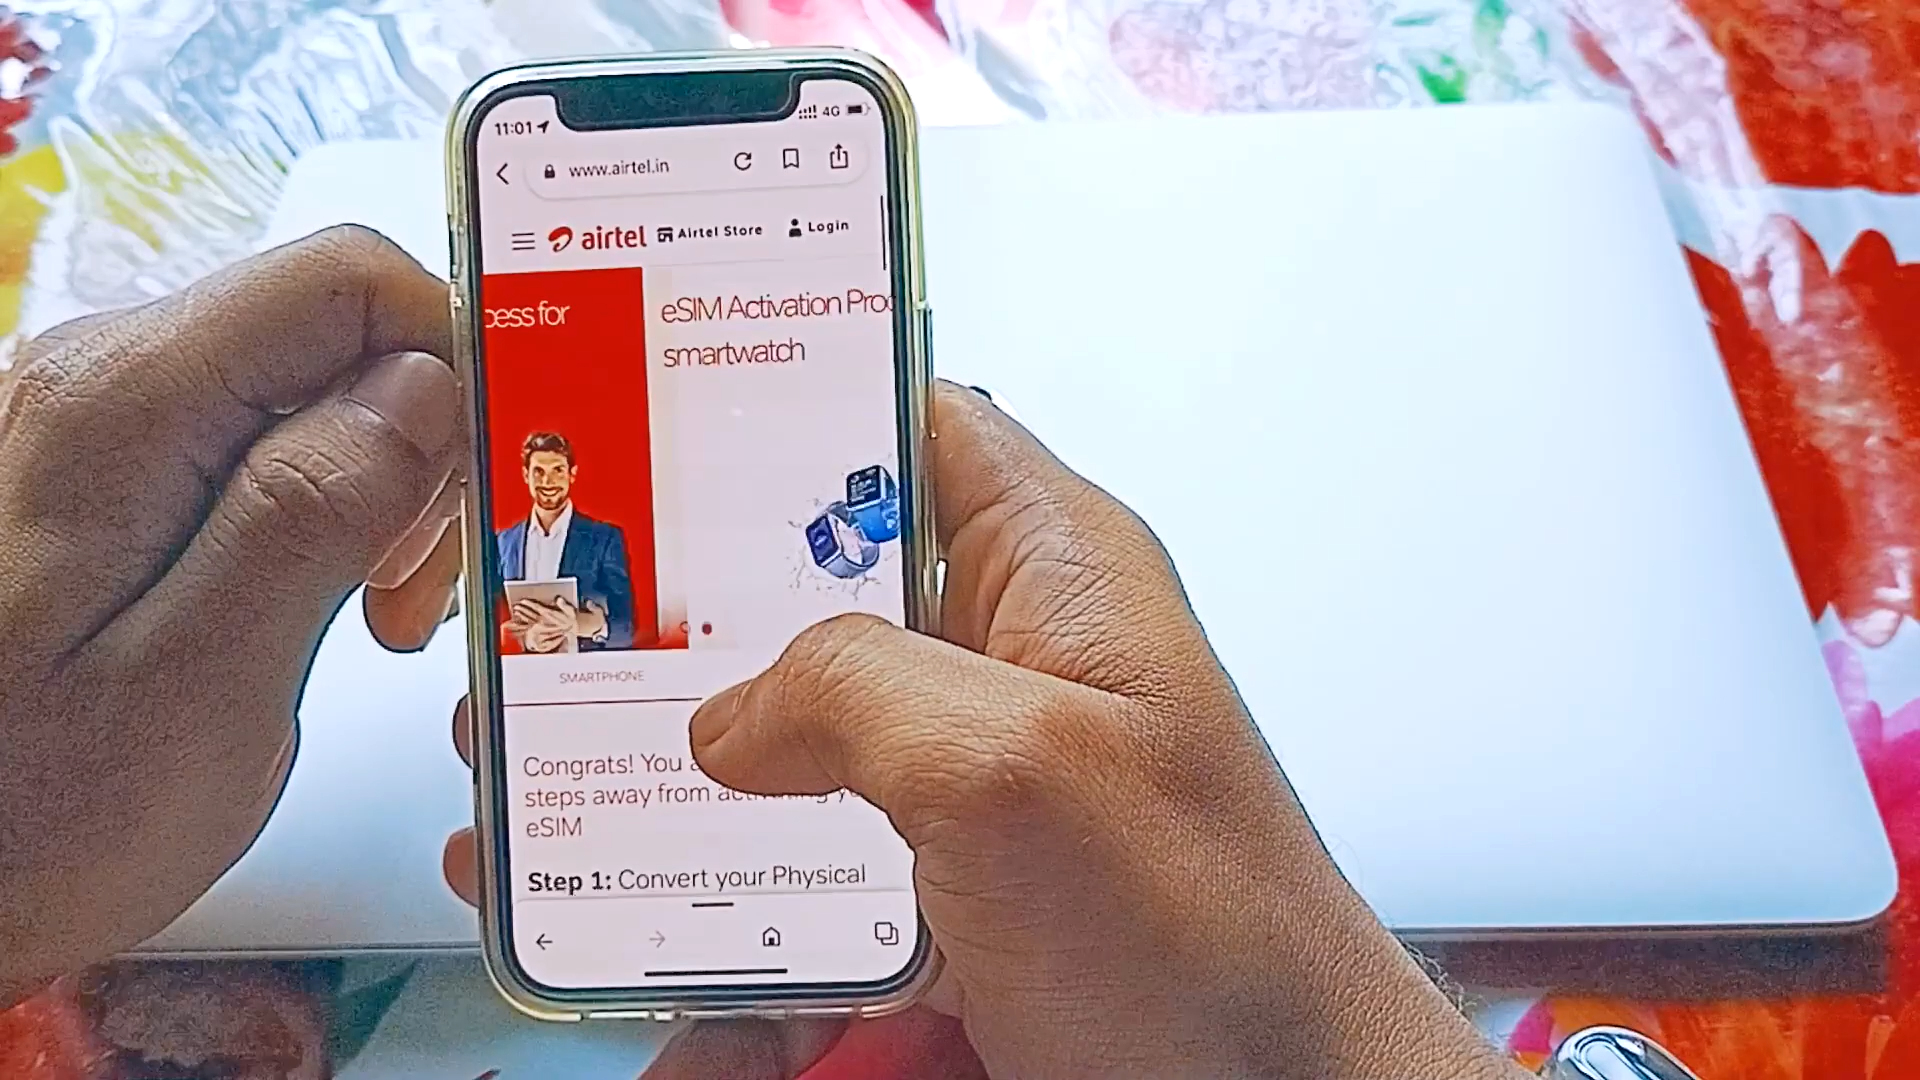 11:01
4G
www.airtel.in
airtel
Airtel Store
Login
for
eSIM Activation
smartwatch
SMARTPHONE
Congrats! You
steps away from
eSIM
Step 1: Convert your Physical